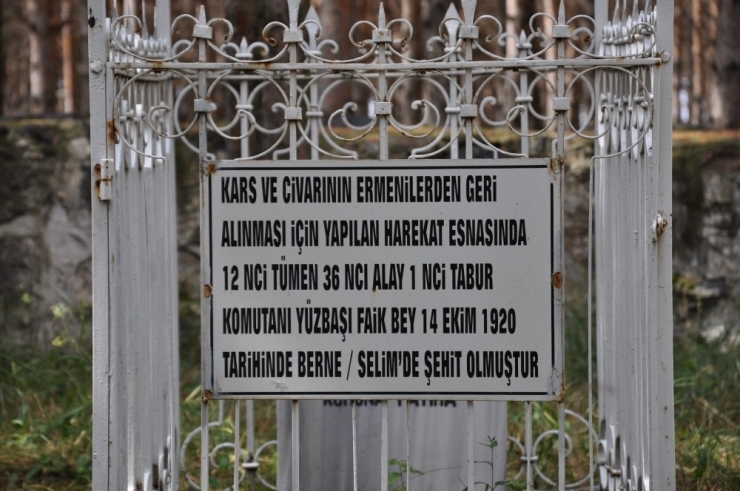 KARS VE CİVARININ ERMENİLERDEN GERİ
ALINMASI İÇİN YAPILAN HAREKAT ESNASINDA
12 NCİ TÜMEN 36 NCI ALAY 1 NCİ TABUR
KOMUTANI YÜZBAŞI FAİK BEY 14 EKİM 1920
TARİHİNDE BERNE / SELİM'DE ŞEHİT OLMUŞTUR